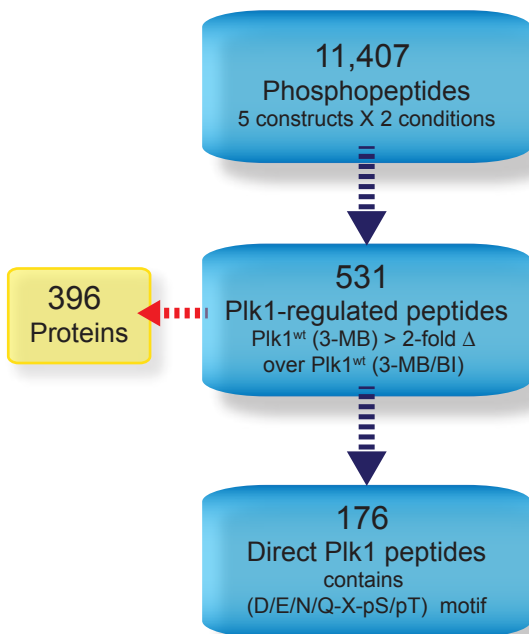 11,407
Phosphopeptides
5 constructs X 2 conditions
531
Plk1-regulated peptides
Plk1ʷᵗ (3-MB) > 2-fold Δ
over Plk1ʷᵗ (3-MB/BI)
396
Proteins
176
Direct Plk1 peptides
contains
(D/E/N/Q-X-pS/pT) motif